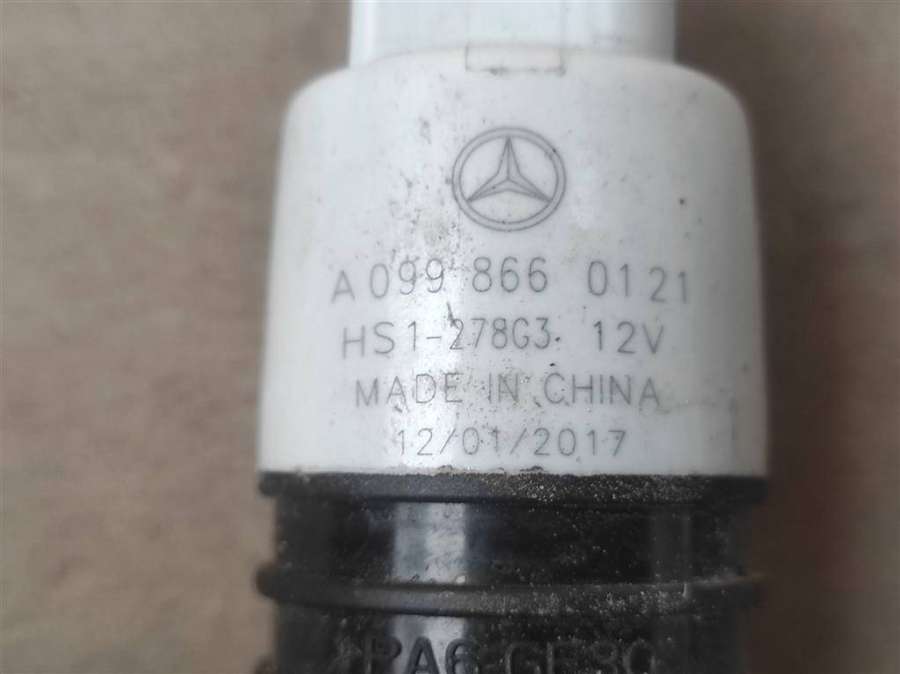 A 099 866 0121
HS1-278G3 12V
MADE IN CHINA
12/01/2017